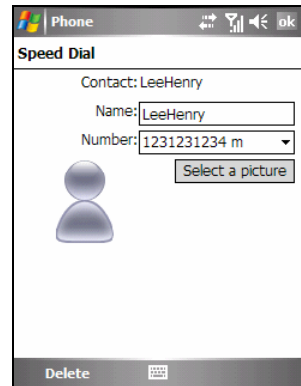 Phone ok
Speed Dial
Contact: LeeHenry
Name: LeeHenry
Number: 1231231234 m
Select a picture
Delete